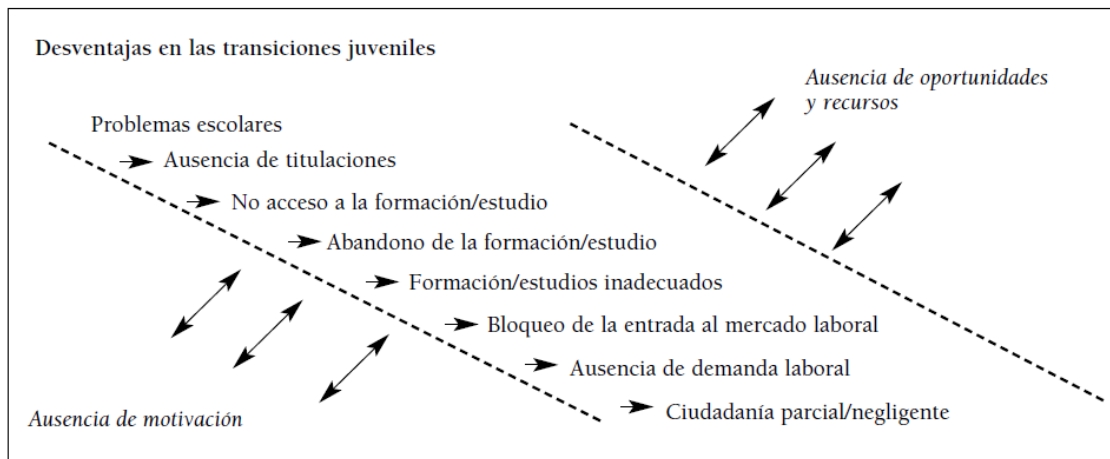 Desventajas en las transiciones juveniles
Ausencia de oportunidades
y recursos
Problemas escolares
Ausencia de titulaciones
No acceso a la formación/estudio
Abandono de la formación/estudio
Formación/estudios inadecuados
Bloqueo de la entrada al mercado laboral
Ausencia de demanda laboral
Ciudadanía parcial/negligente
Ausencia de motivación